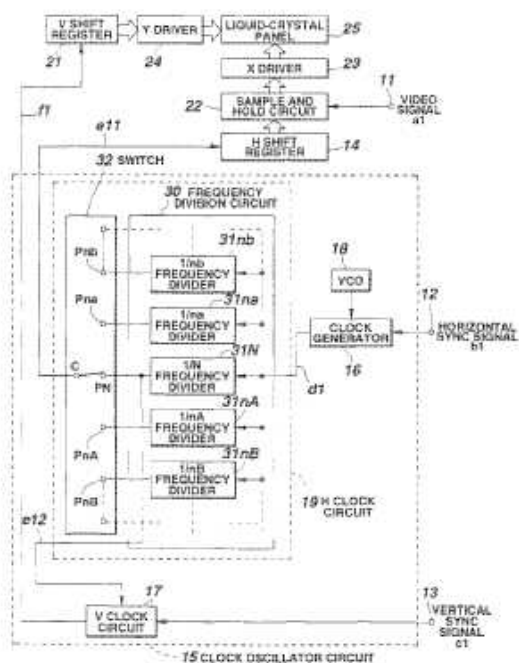 V SHIFT
REGISTER
21
Y DRIVER
24
LIQUID-CRYSTAL
PANEL
25
X DRIVER
23
f1
e11
22
SAMPLE AND
HOLD CIRCUIT
11
VIDEO
SIGNAL
a1
H SHIFT
REGISTER
14
32 SWITCH
30 FREQUENCY
DIVISION CIRCUIT
31nb
Pnb
1/nb
FREQUENCY
DIVIDER
18
VCO
Pna
31na
1/na
FREQUENCY
DIVIDER
12
HORIZONTAL
SYNC SIGNAL
b1
CLOCK
GENERATOR
16
31N
C
PN
1/N
FREQUENCY
DIVIDER
d1
31nA
PnA
1/nA
FREQUENCY
DIVIDER
31nB
PnB
1/nB
FREQUENCY
DIVIDER
19 H CLOCK
CIRCUIT
e12
17
V CLOCK
CIRCUIT
13
VERTICAL
SYNC
SIGNAL
c1
15 CLOCK OSCILLATOR CIRCUIT